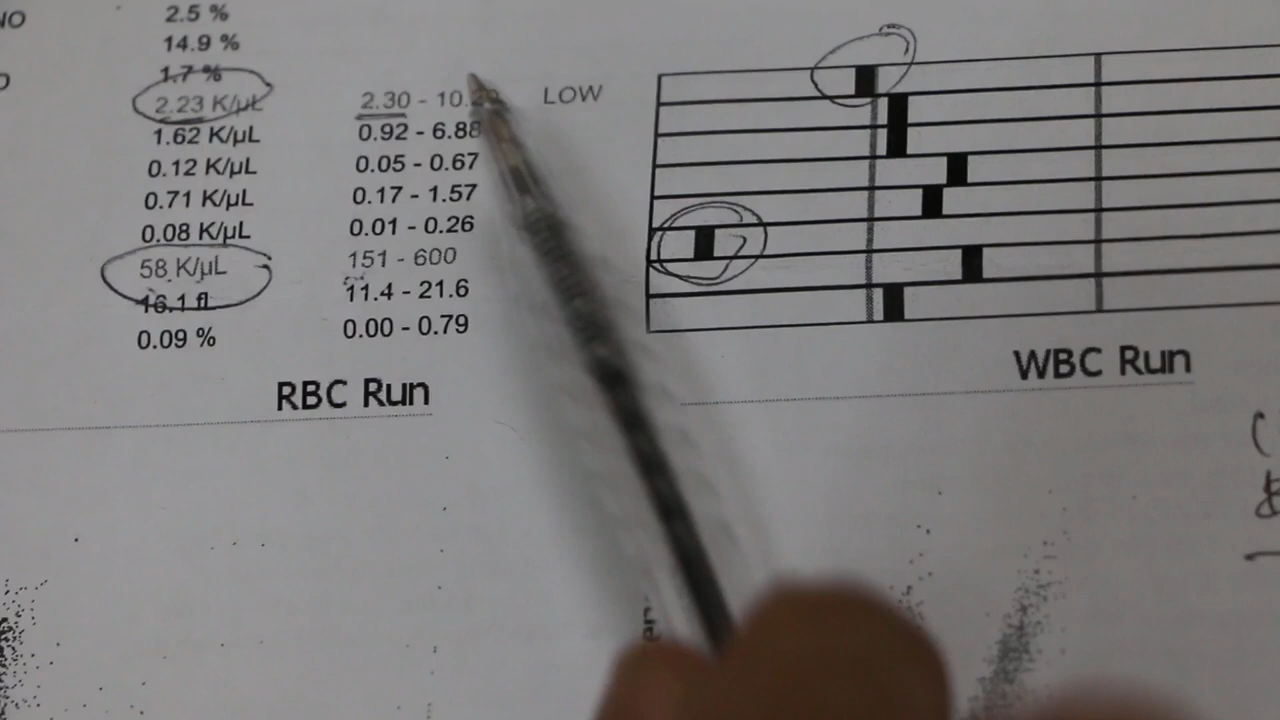 NO 2.5 %
14.9 %
1.7 %
2.23 K/µL 2.30 - 10.29 LOW
1.62 K/µL 0.92 - 6.88
0.12 K/µL 0.05 - 0.67
0.71 K/µL 0.17 - 1.57
0.08 K/µL 0.01 - 0.26
58 K/µL 151 - 600
16.1 fl 11.4 - 21.6
0.09 % 0.00 - 0.79
RBC Run
WBC Run